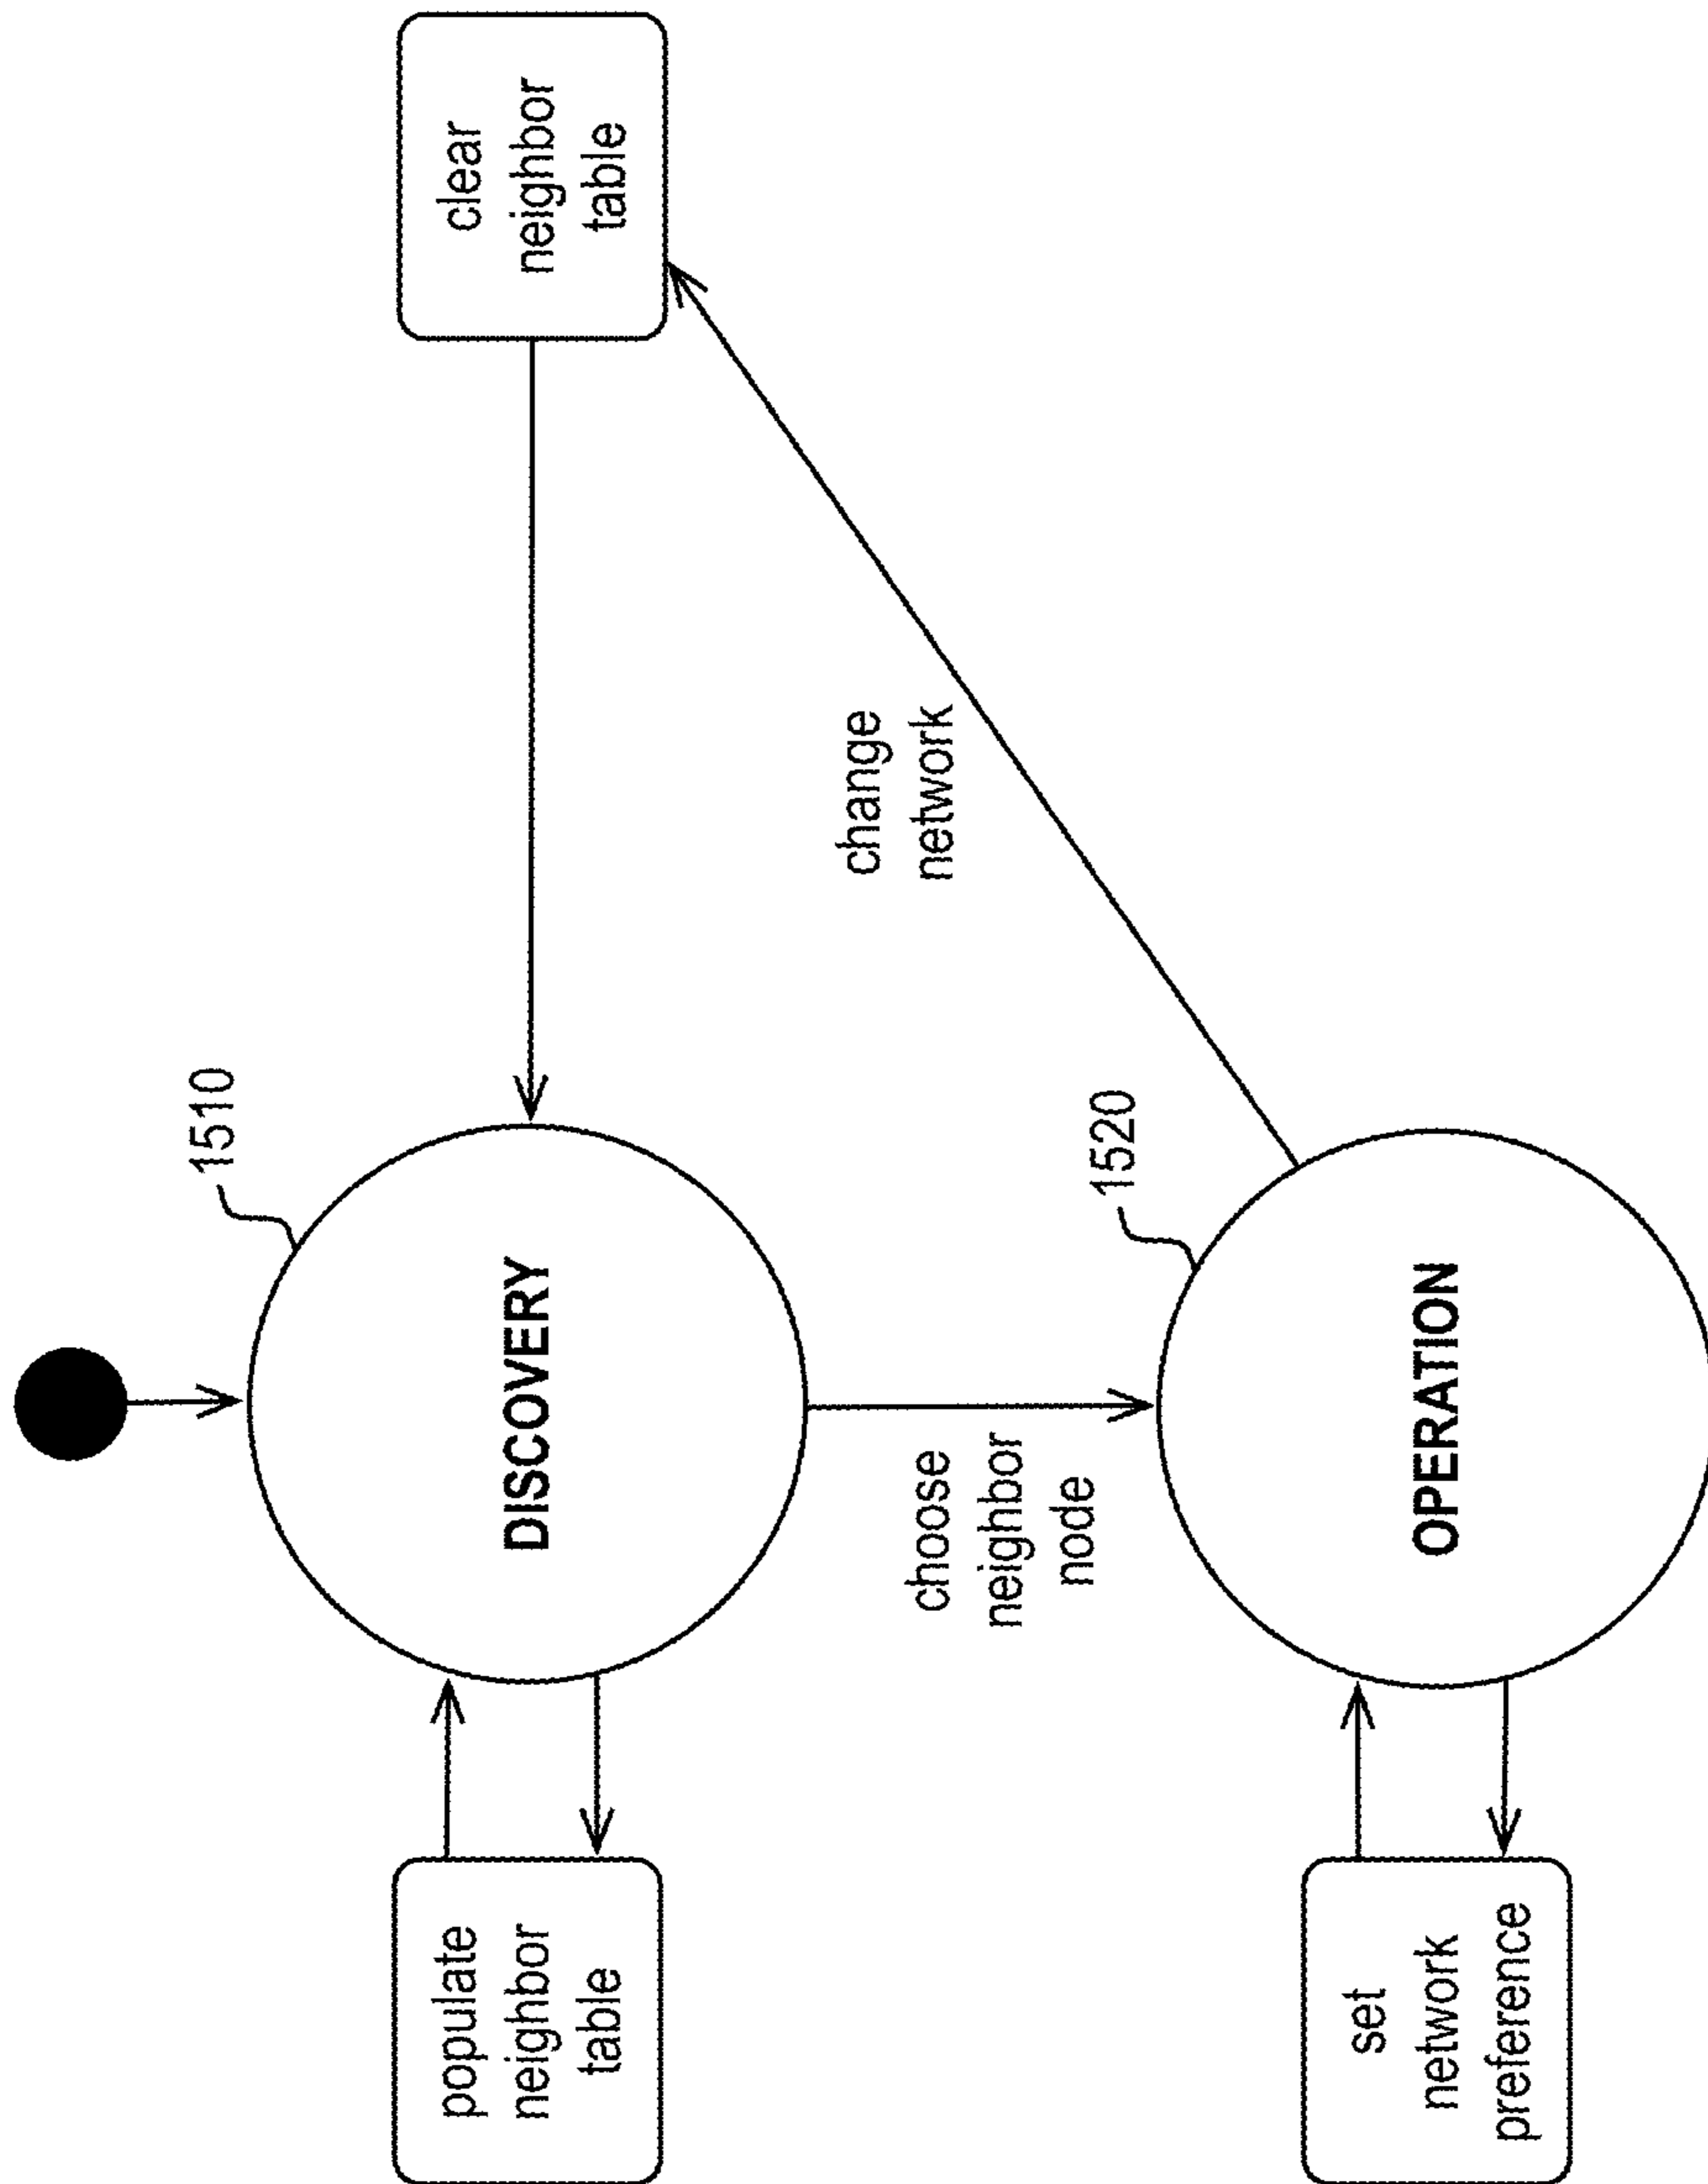 populate
neighbor
table
DISCOVERY
1510
clear
neighbor
table
choose
neighbor
node
change
network
set
network
preference
OPERATION
1520